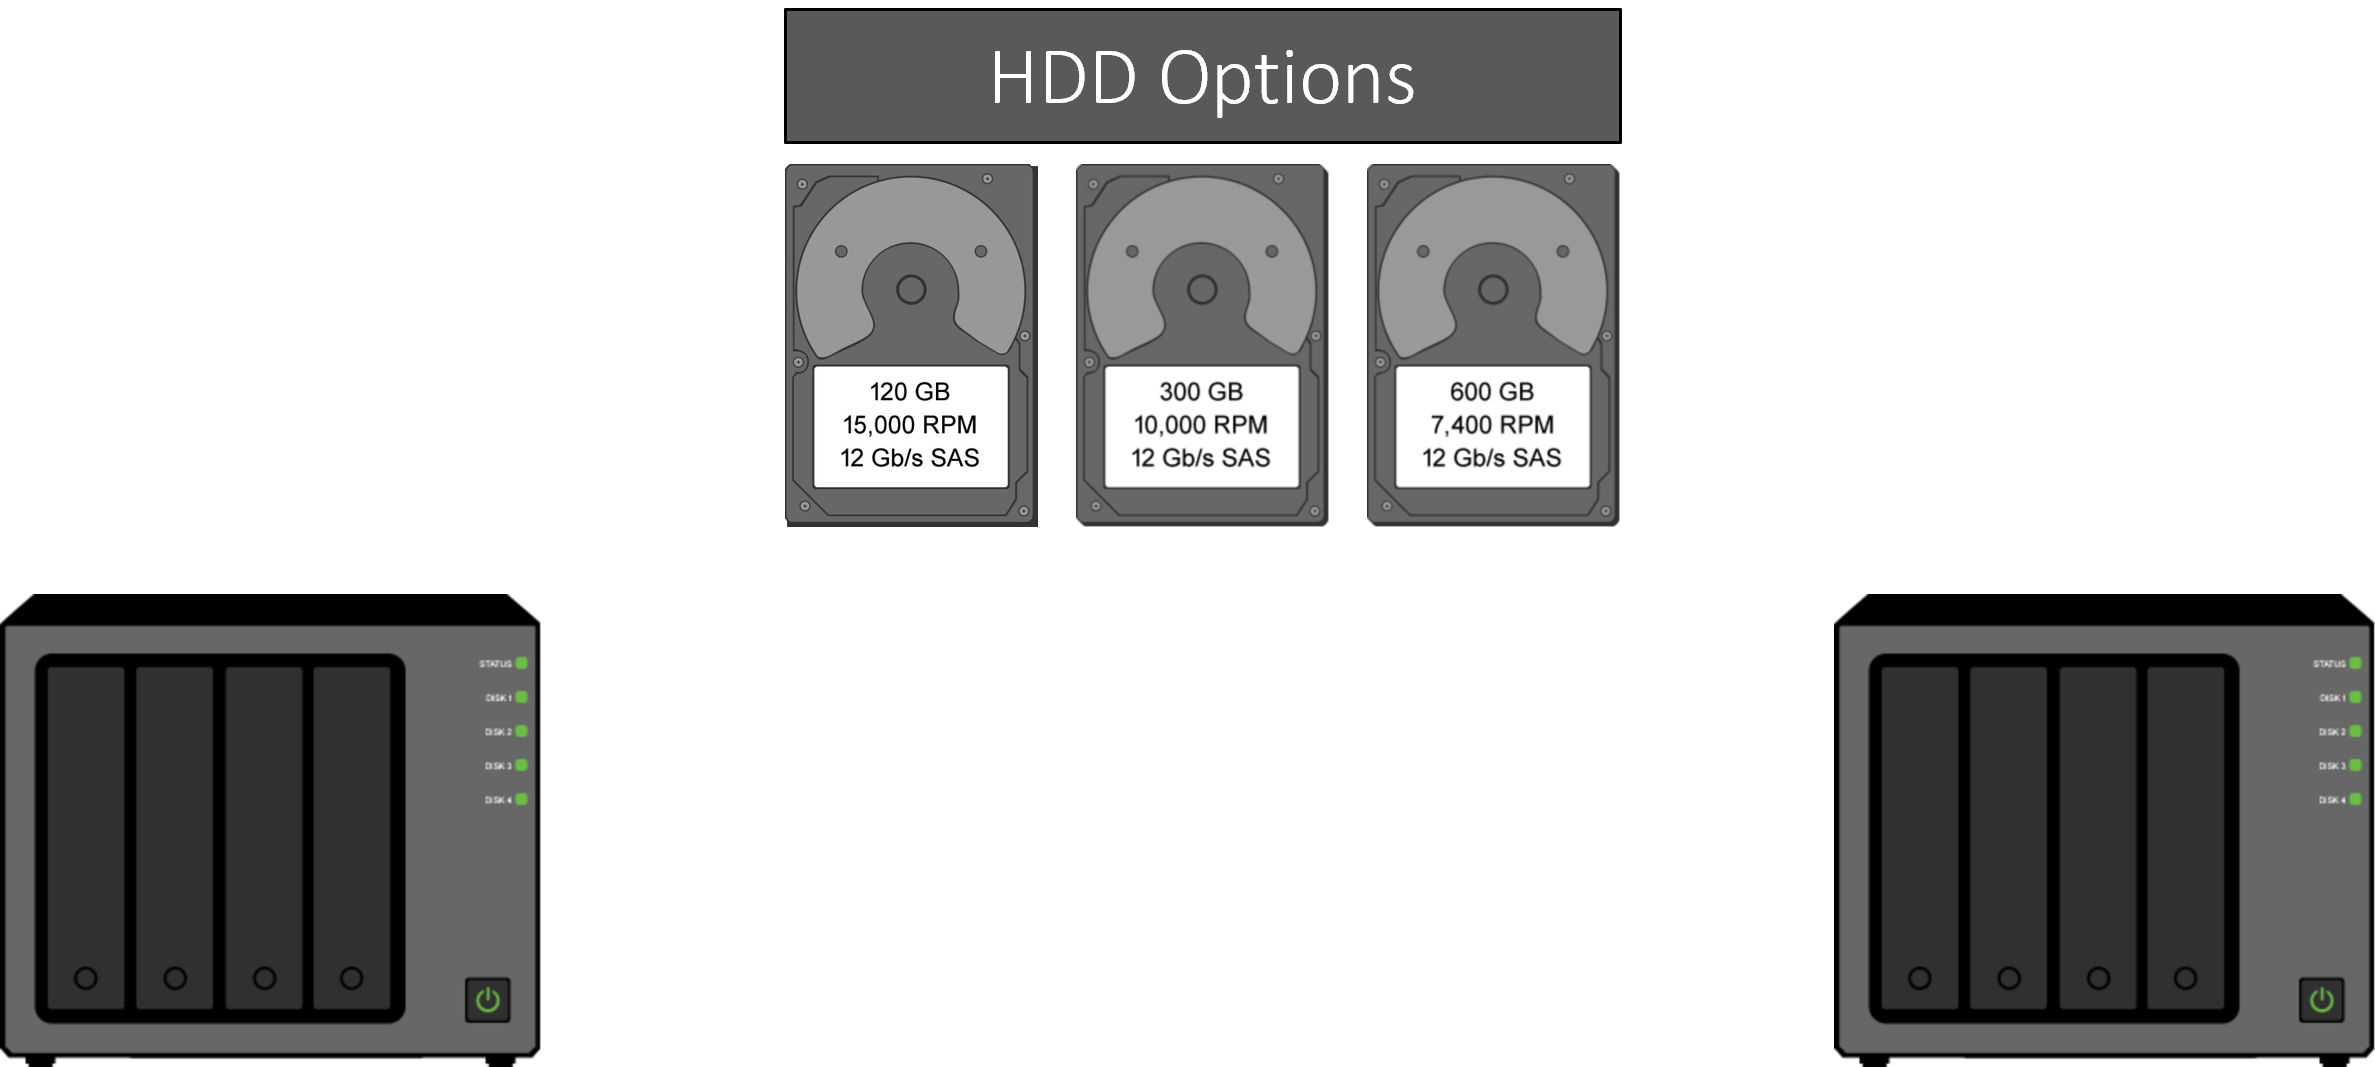 HDD Options
120 GB
15,000 RPM
12 Gb/s SAS
300 GB
10,000 RPM
12 Gb/s SAS
600 GB
7,400 RPM
12 Gb/s SAS
STATUS
DISK 1
DISK 2
DISK 3
DISK 4
STATUS
DISK 1
DISK 2
DISK 3
DISK 4